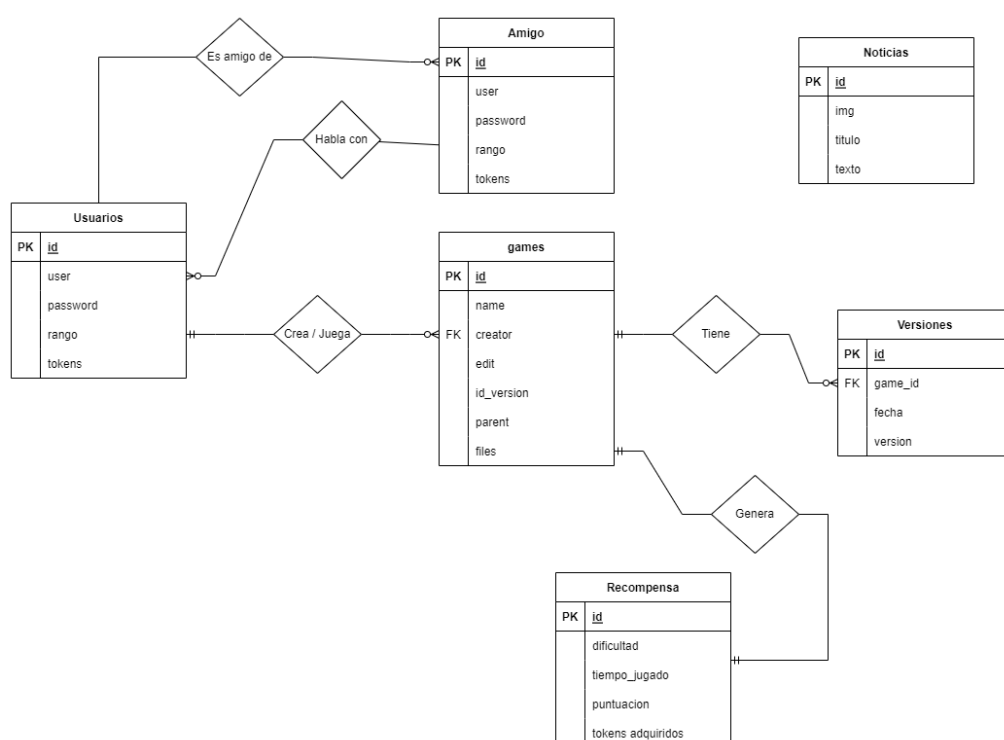 Amigo
PK id
user
password
rango
tokens
Es amigo de
Habla con
Noticias
PK id
img
titulo
texto
Usuarios
PK id
user
password
rango
tokens
Crea / Juega
games
PK id
name
FK creator
edit
id_version
parent
files
Tiene
Versiones
PK id
FK game_id
fecha
version
Genera
Recompensa
PK id
dificultad
tiempo_jugado
puntuacion
tokens adquiridos